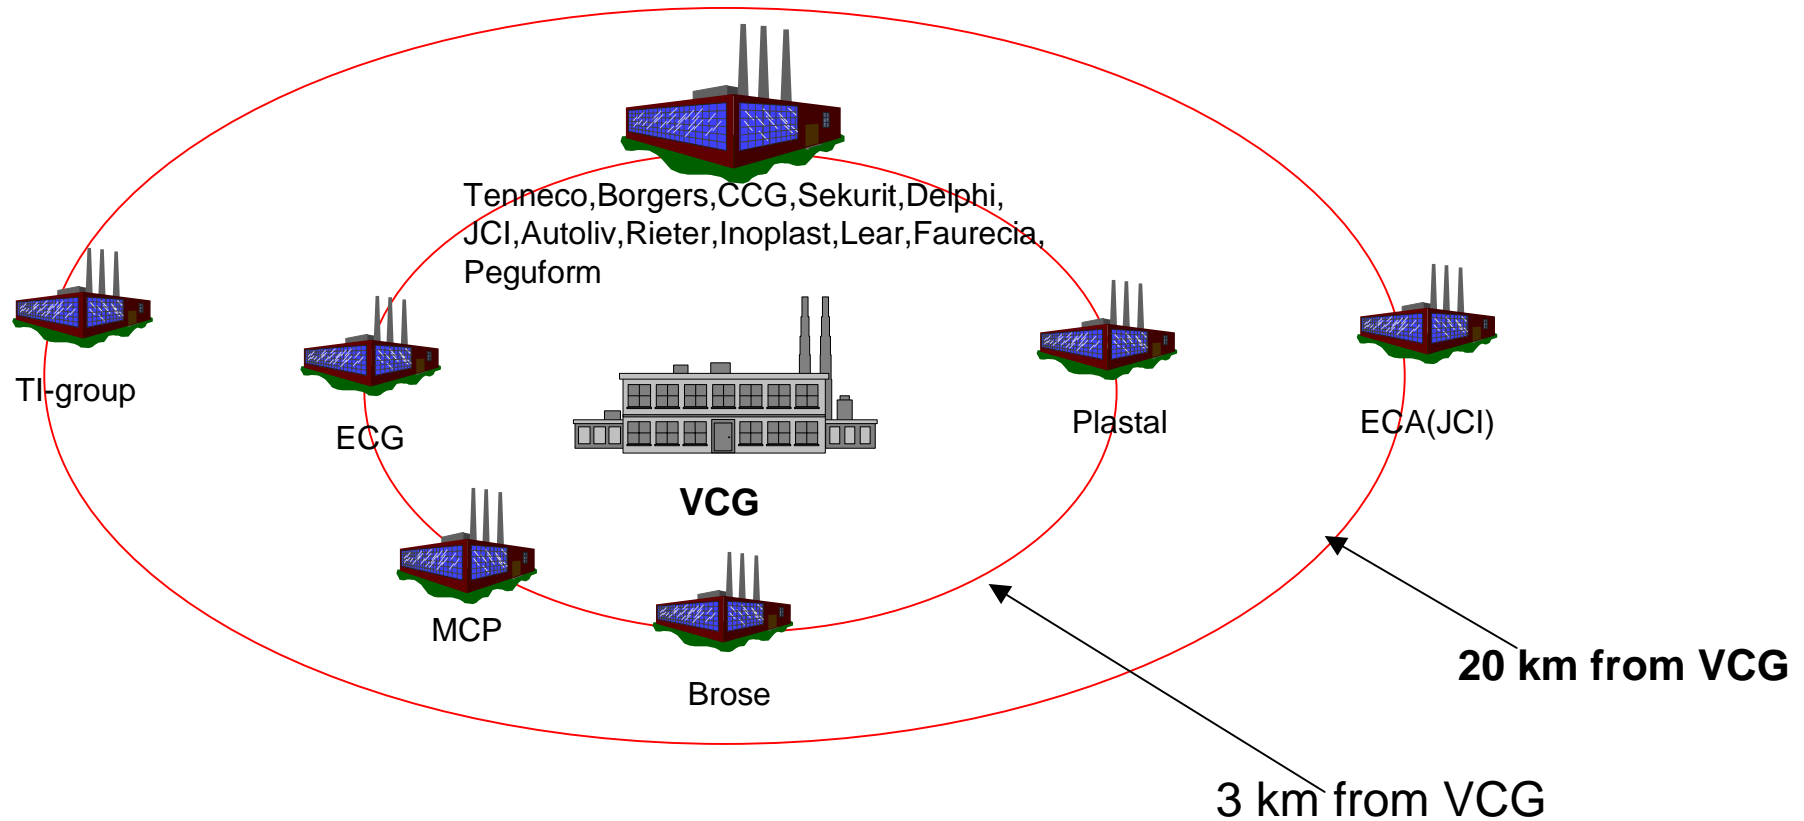 Tenneco,Borgers,CCG,Sekurit,Delphi,
JCI,Autoliv,Rieter,Inoplast,Lear,Faurecia,
Peguform
TI-group
ECG
Plastal
ECA(JCI)
VCG
MCP
Brose
20 km from VCG
3 km from VCG